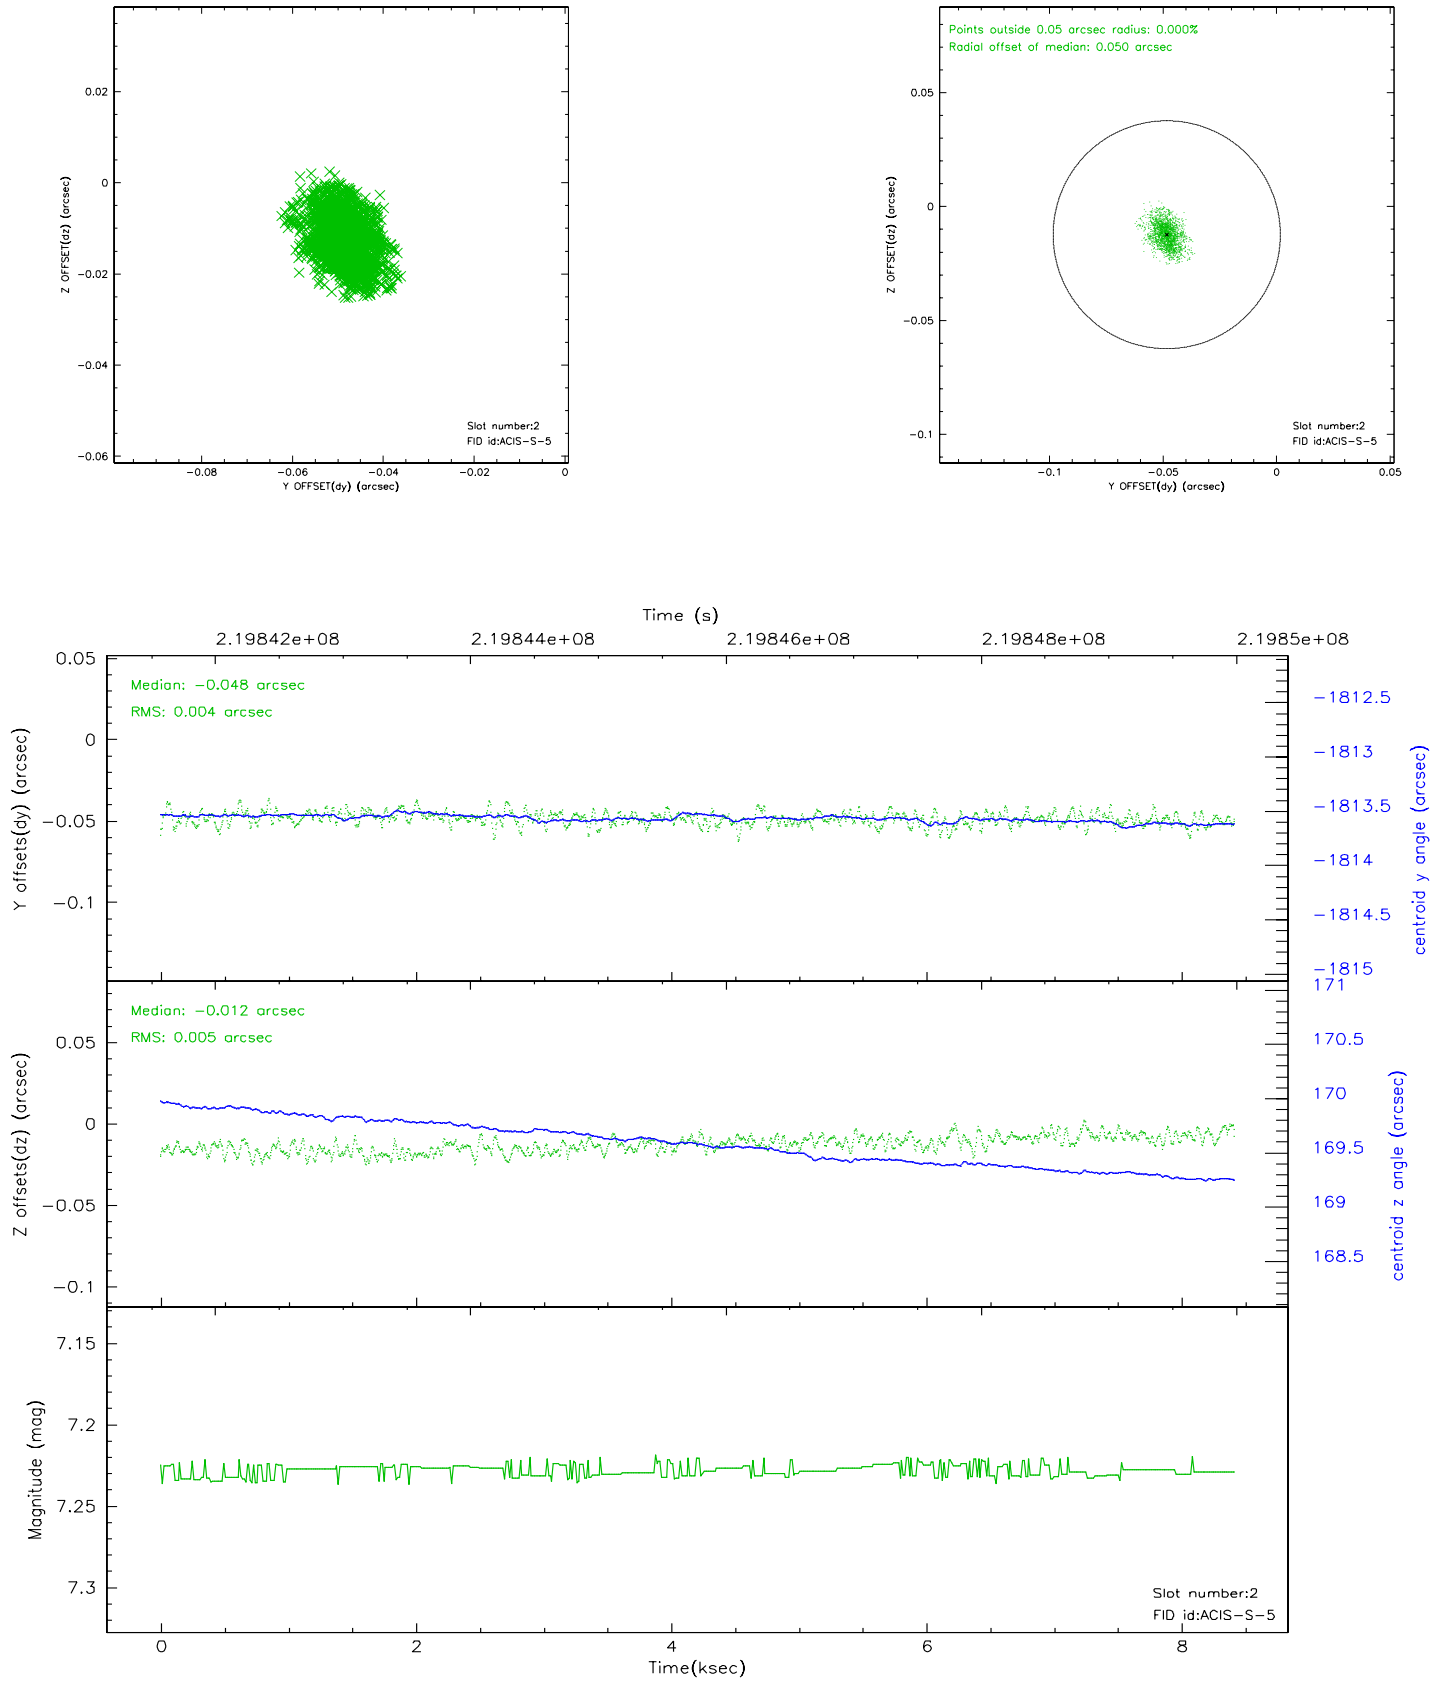 0.02
0
-0.02
-0.04
-0.06
Z OFFSET(dz) (arcsec)
Slot number:2
FID id:ACIS-S-5
-0.08 -0.06 -0.04 -0.02 0
Y OFFSET(dy) (arcsec)
Points outside 0.05 arcsec radius: 0.000%
Radial offset of median: 0.050 arcsec
0.05
0
-0.05
-0.1
Z OFFSET(dz) (arcsec)
Slot number:2
FID id:ACIS-S-5
-0.1 -0.05 0 0.05
Y OFFSET(dy) (arcsec)
Time (s)
2.19842e+08 2.19844e+08 2.19846e+08 2.19848e+08 2.1985e+08
Median: -0.048 arcsec
RMS: 0.004 arcsec
0.05
0
-0.05
-0.1
Y offsets(dy) (arcsec)
-1812.5
-1813
-1813.5
-1814
-1814.5
-1815
centroid y angle (arcsec)
Median: -0.012 arcsec
RMS: 0.005 arcsec
0.05
0
-0.05
-0.1
Z offsets(dz) (arcsec)
171
170.5
170
169.5
169
168.5
centroid z angle (arcsec)
7.15
7.2
7.25
7.3
Magnitude (mag)
Slot number:2
FID id:ACIS-S-5
0 2 4 6 8
Time(ksec)